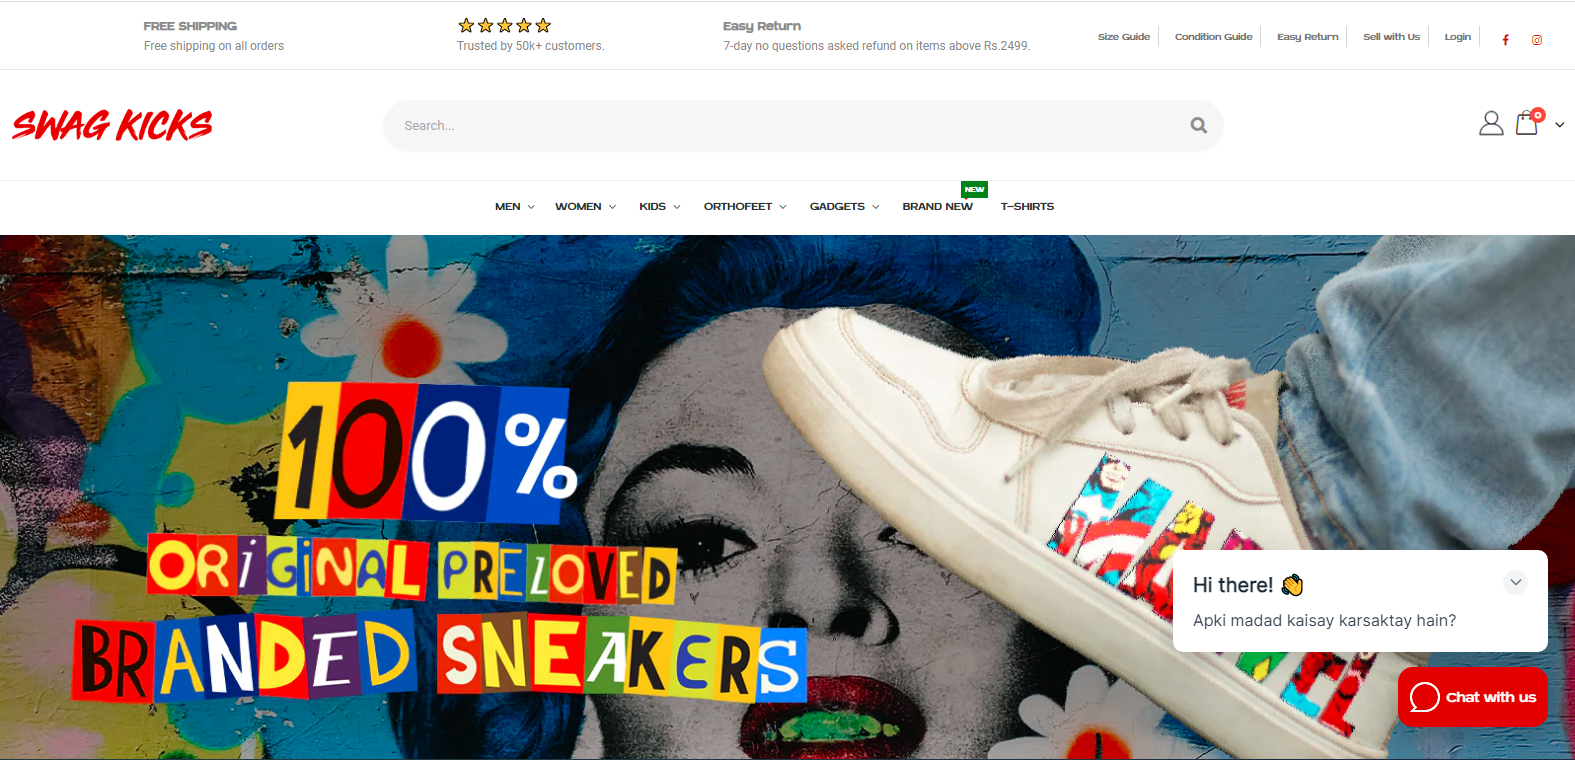 FREE SHIPPING
Free shipping on all orders
Trusted by 50k+ customers.
Easy Return
7-day no questions asked refund on items above Rs.2499.
Size Guide
Condition Guide
Easy Return
Sell with Us
Login
SWAG KICKS
Search...
0
NEW
MEN
WOMEN
KIDS
ORTHOFEET
GADGETS
BRAND NEW
T-SHIRTS
100%
ORiGiNAL PRELOVED
BRANDED SNEAKERS
Hi there! 👋
Apki madad kaisay karsaktay hain?
Chat with us